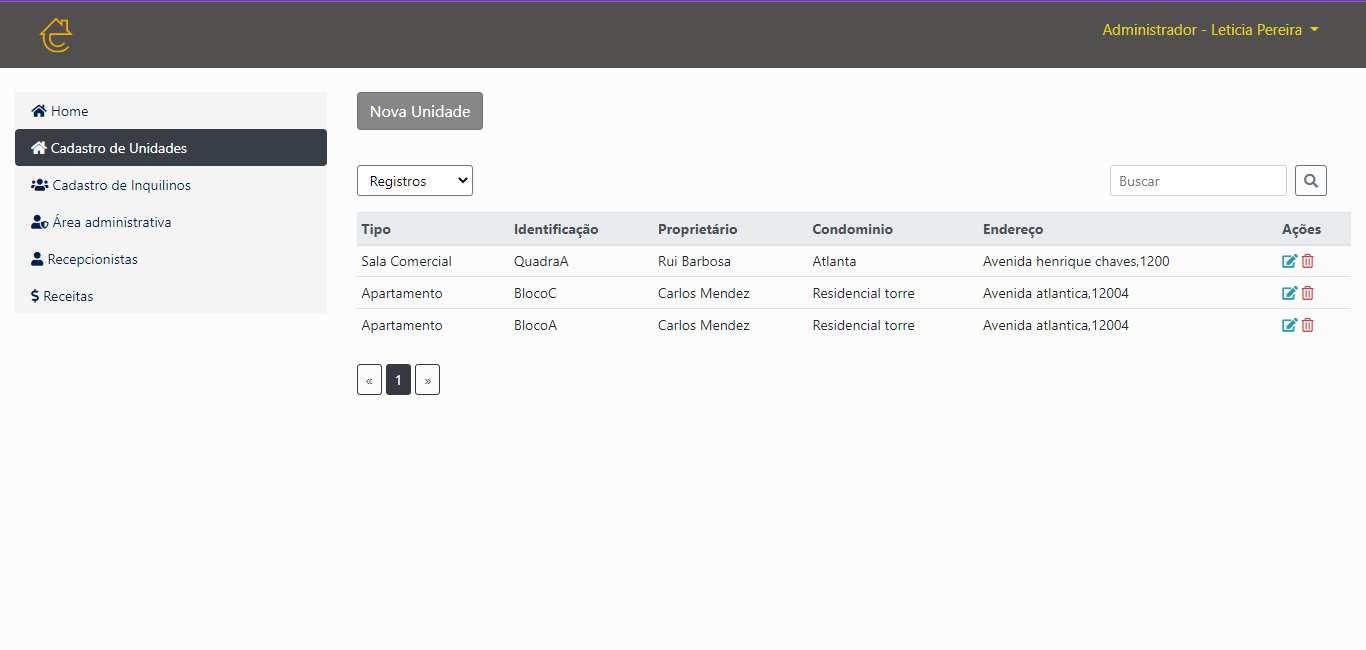 Administrador - Leticia Pereira
Home
Cadastro de Unidades
Cadastro de Inquilinos
Área administrativa
Recepcionistas
$ Receitas
Nova Unidade
Registros
Buscar
Tipo Identificação Proprietário Condominio Endereço Ações
Sala Comercial QuadraA Rui Barbosa Atlanta Avenida henrique chaves,1200
Apartamento BlocoC Carlos Mendez Residencial torre Avenida atlantica,12004
Apartamento BlocoA Carlos Mendez Residencial torre Avenida atlantica,12004
« 1 »